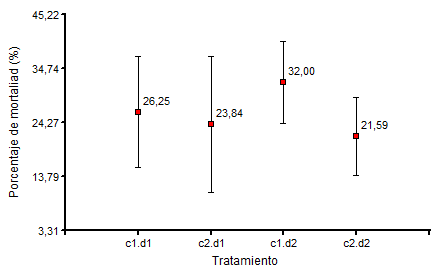 45,22
34,74
24,27
13,79
3,31
Porcentaje de mortaliad (%)
26,25
23,84
32,00
21,59
c1.d1
c2.d1
c1.d2
c2.d2
Tratamiento